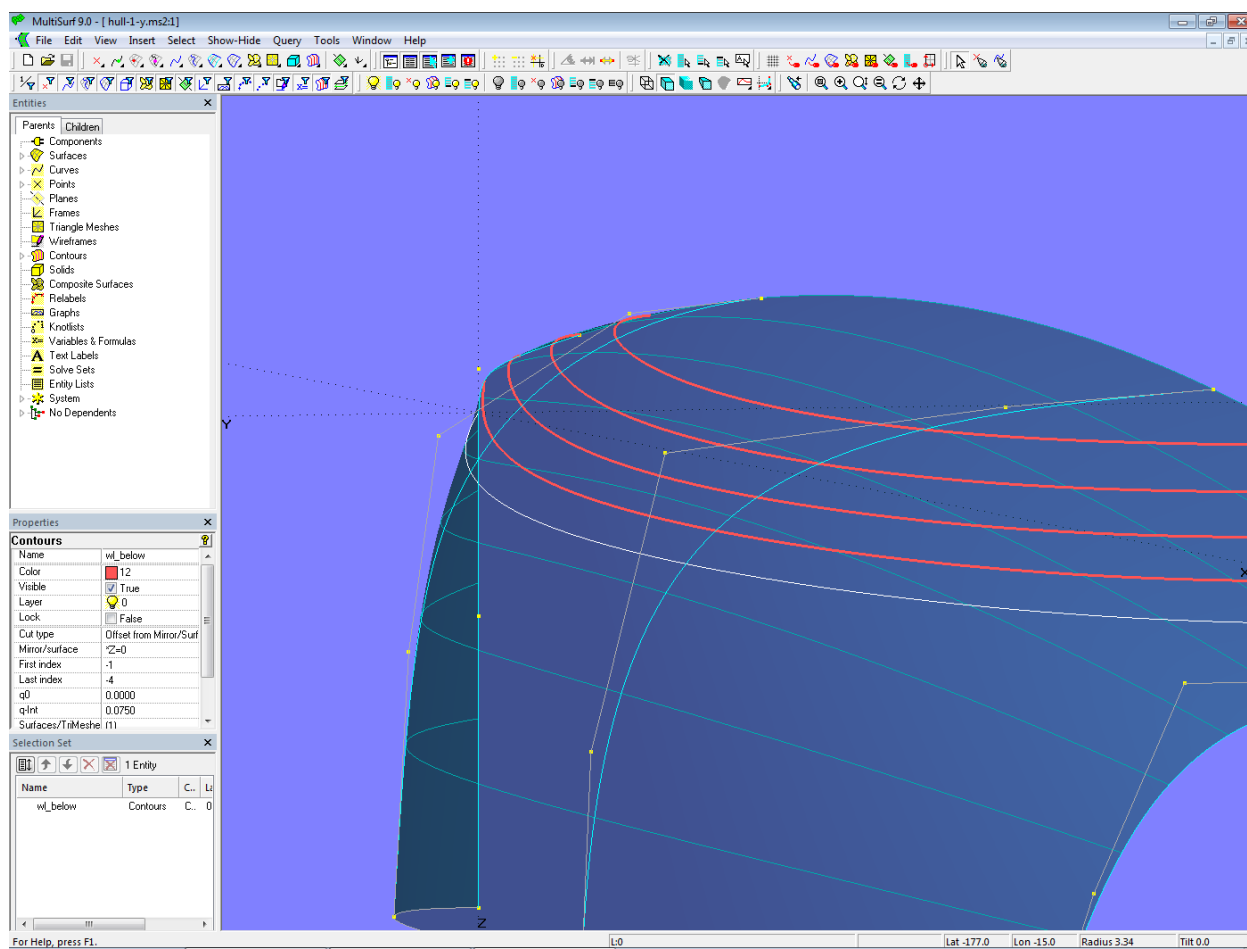 MultiSurf 9.0 - [ hull-1-y.ms2:1]
File Edit View Insert Select Show-Hide Query Tools Window Help
Entities
Parents Children
Components
Surfaces
Curves
Points
Planes
Frames
Triangle Meshes
Wireframes
Contours
Solids
Composite Surfaces
Relabels
Graphs
Knotlists
Variables & Formulas
Text Labels
Solve Sets
Entity Lists
System
No Dependents
Properties
Contours
Name wl_below
Color 12
Visible True
Layer 0
Lock False
Cut type Offset from Mirror/Surf
Mirror/surface *Z=0
First index -1
Last index -4
q0 0.0000
q-Int 0.0750
Surfaces/TriMeshe (1)
Selection Set
1 Entity
Name Type C..
wl_below Contours C.. 0
Y
X
Z
For Help, press F1. L:0 Lat -177.0 Lon -15.0 Radius 3.34 Tilt 0.0